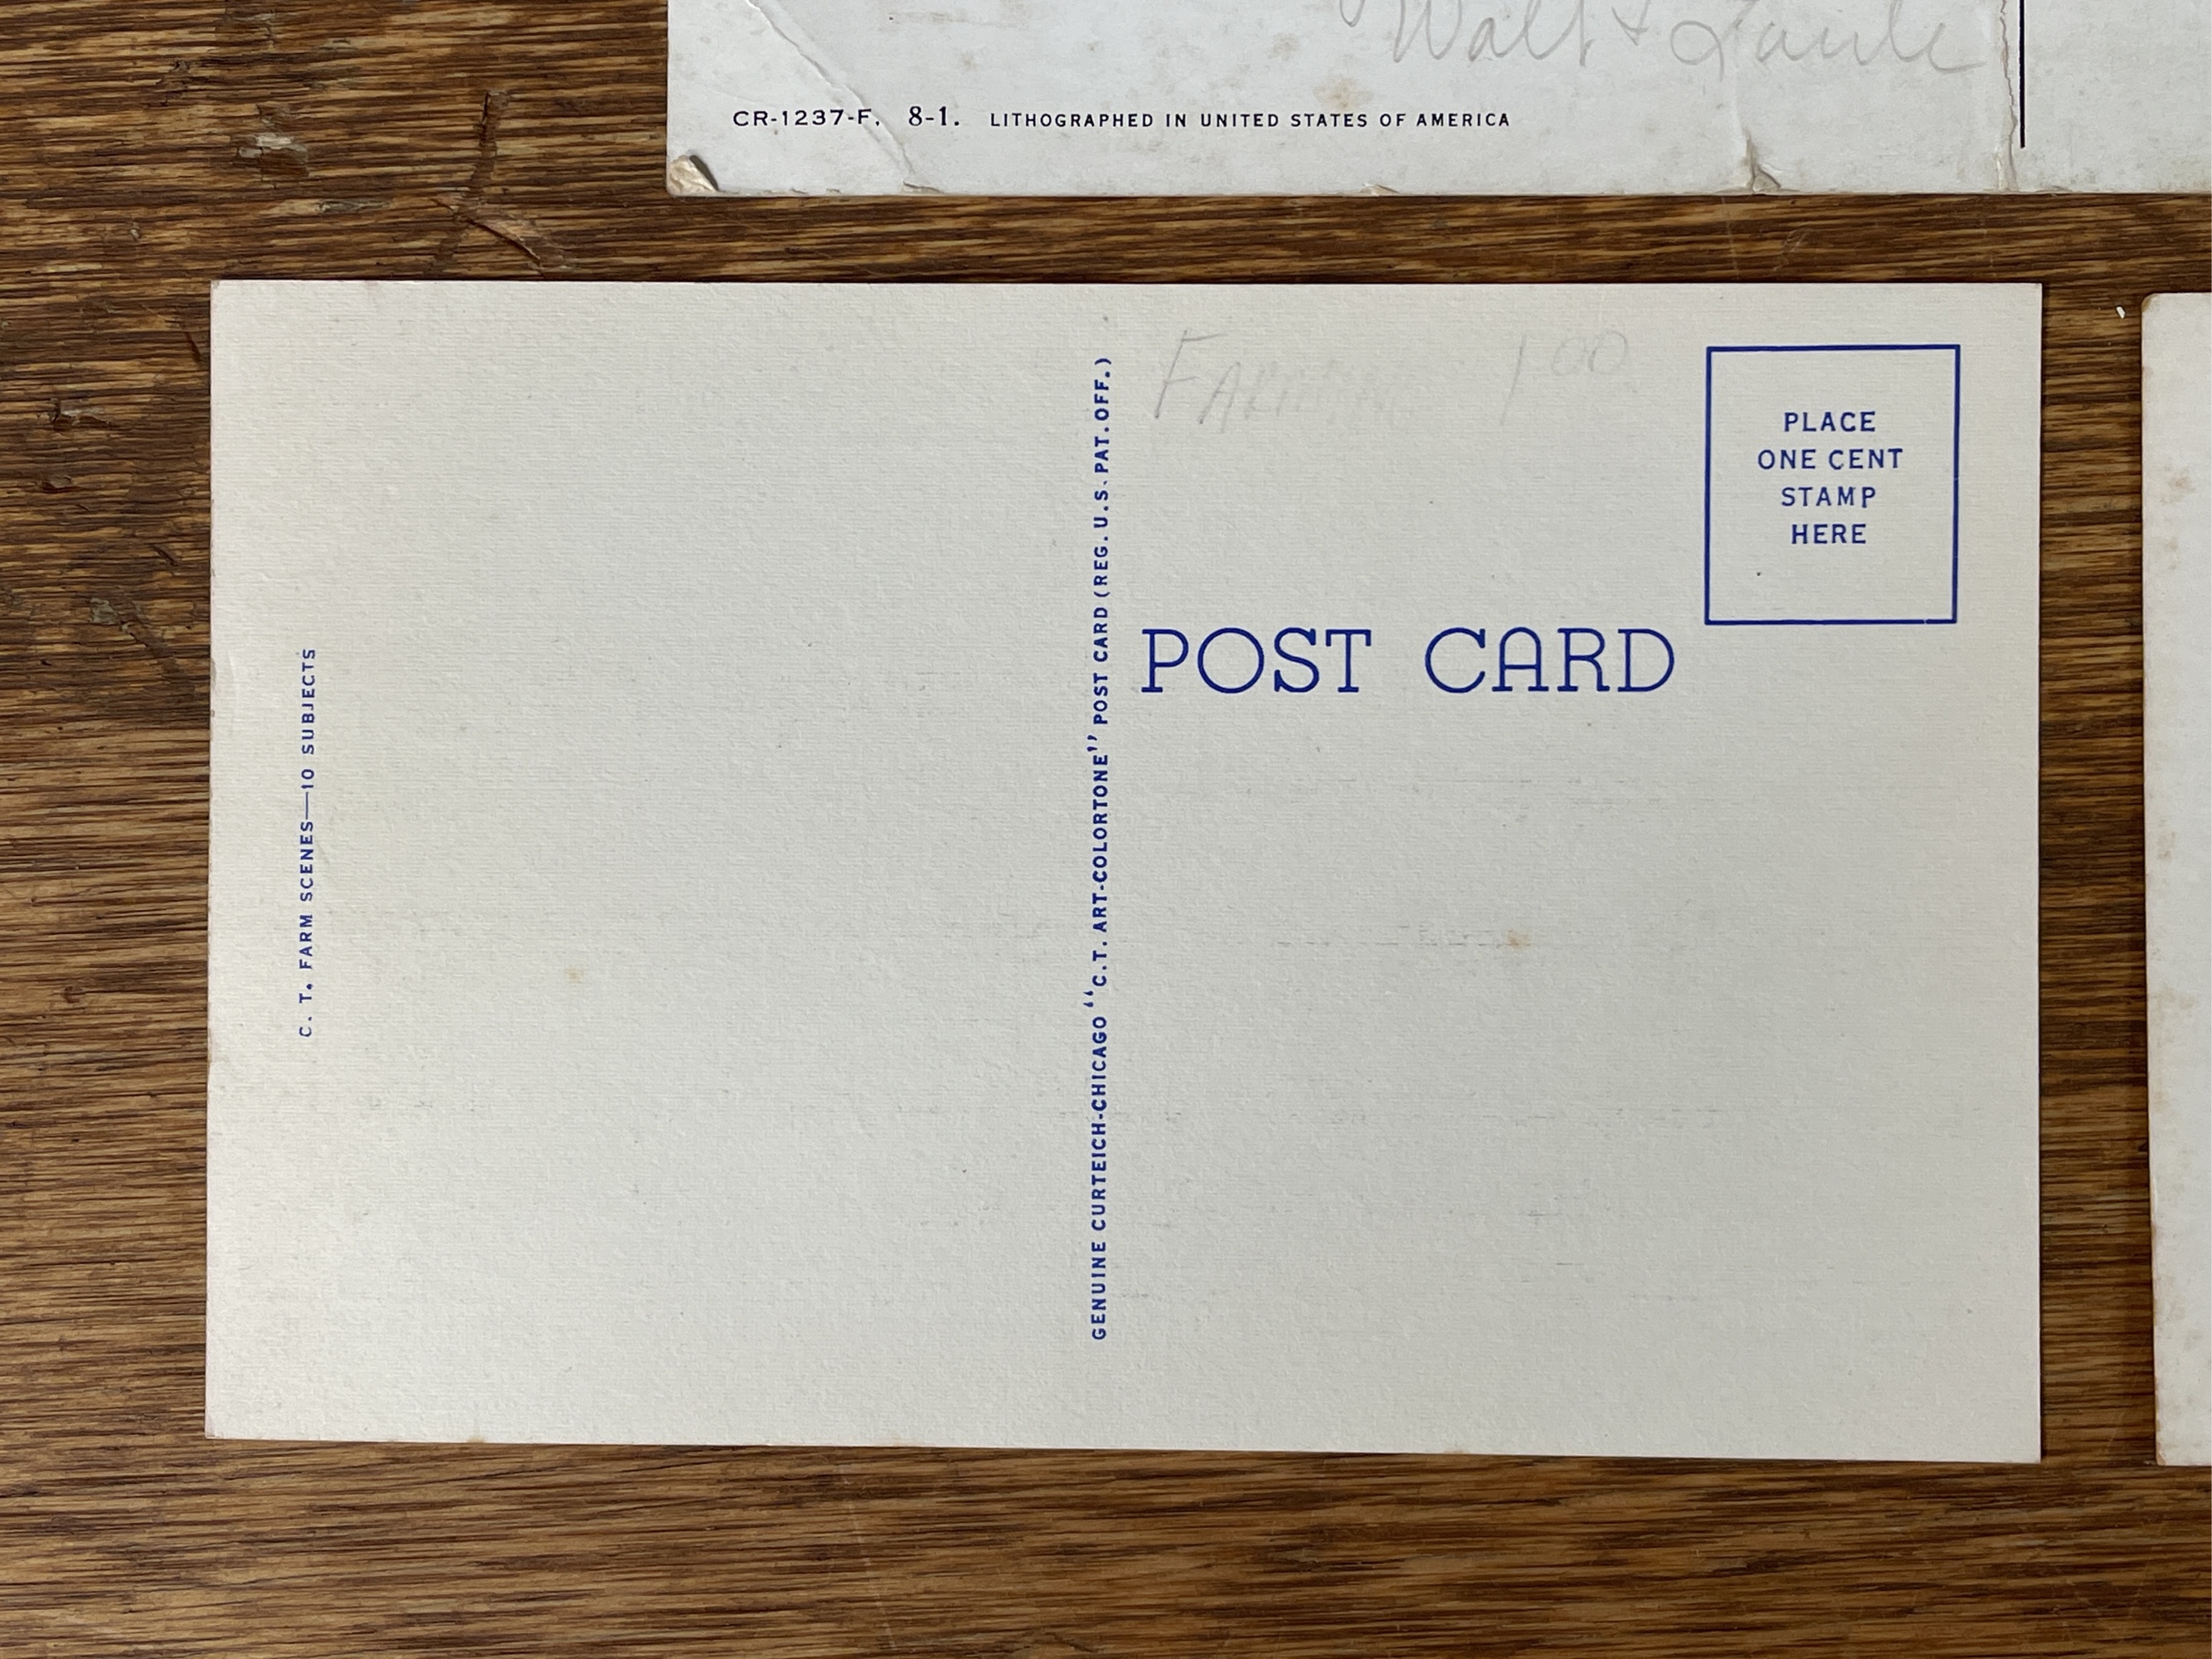 Walt +
CR-1237-F. 8-1. LITHOGRAPHED IN UNITED STATES OF AMERICA
C. T. FARM SCENES—10 SUBJECTS
GENUINE CURTEICH-CHICAGO “C.T. ART-COLORTONE” POST CARD (REG. U.S. PAT. OFF.)
1 00
PLACE
ONE CENT
STAMP
HERE
POST CARD